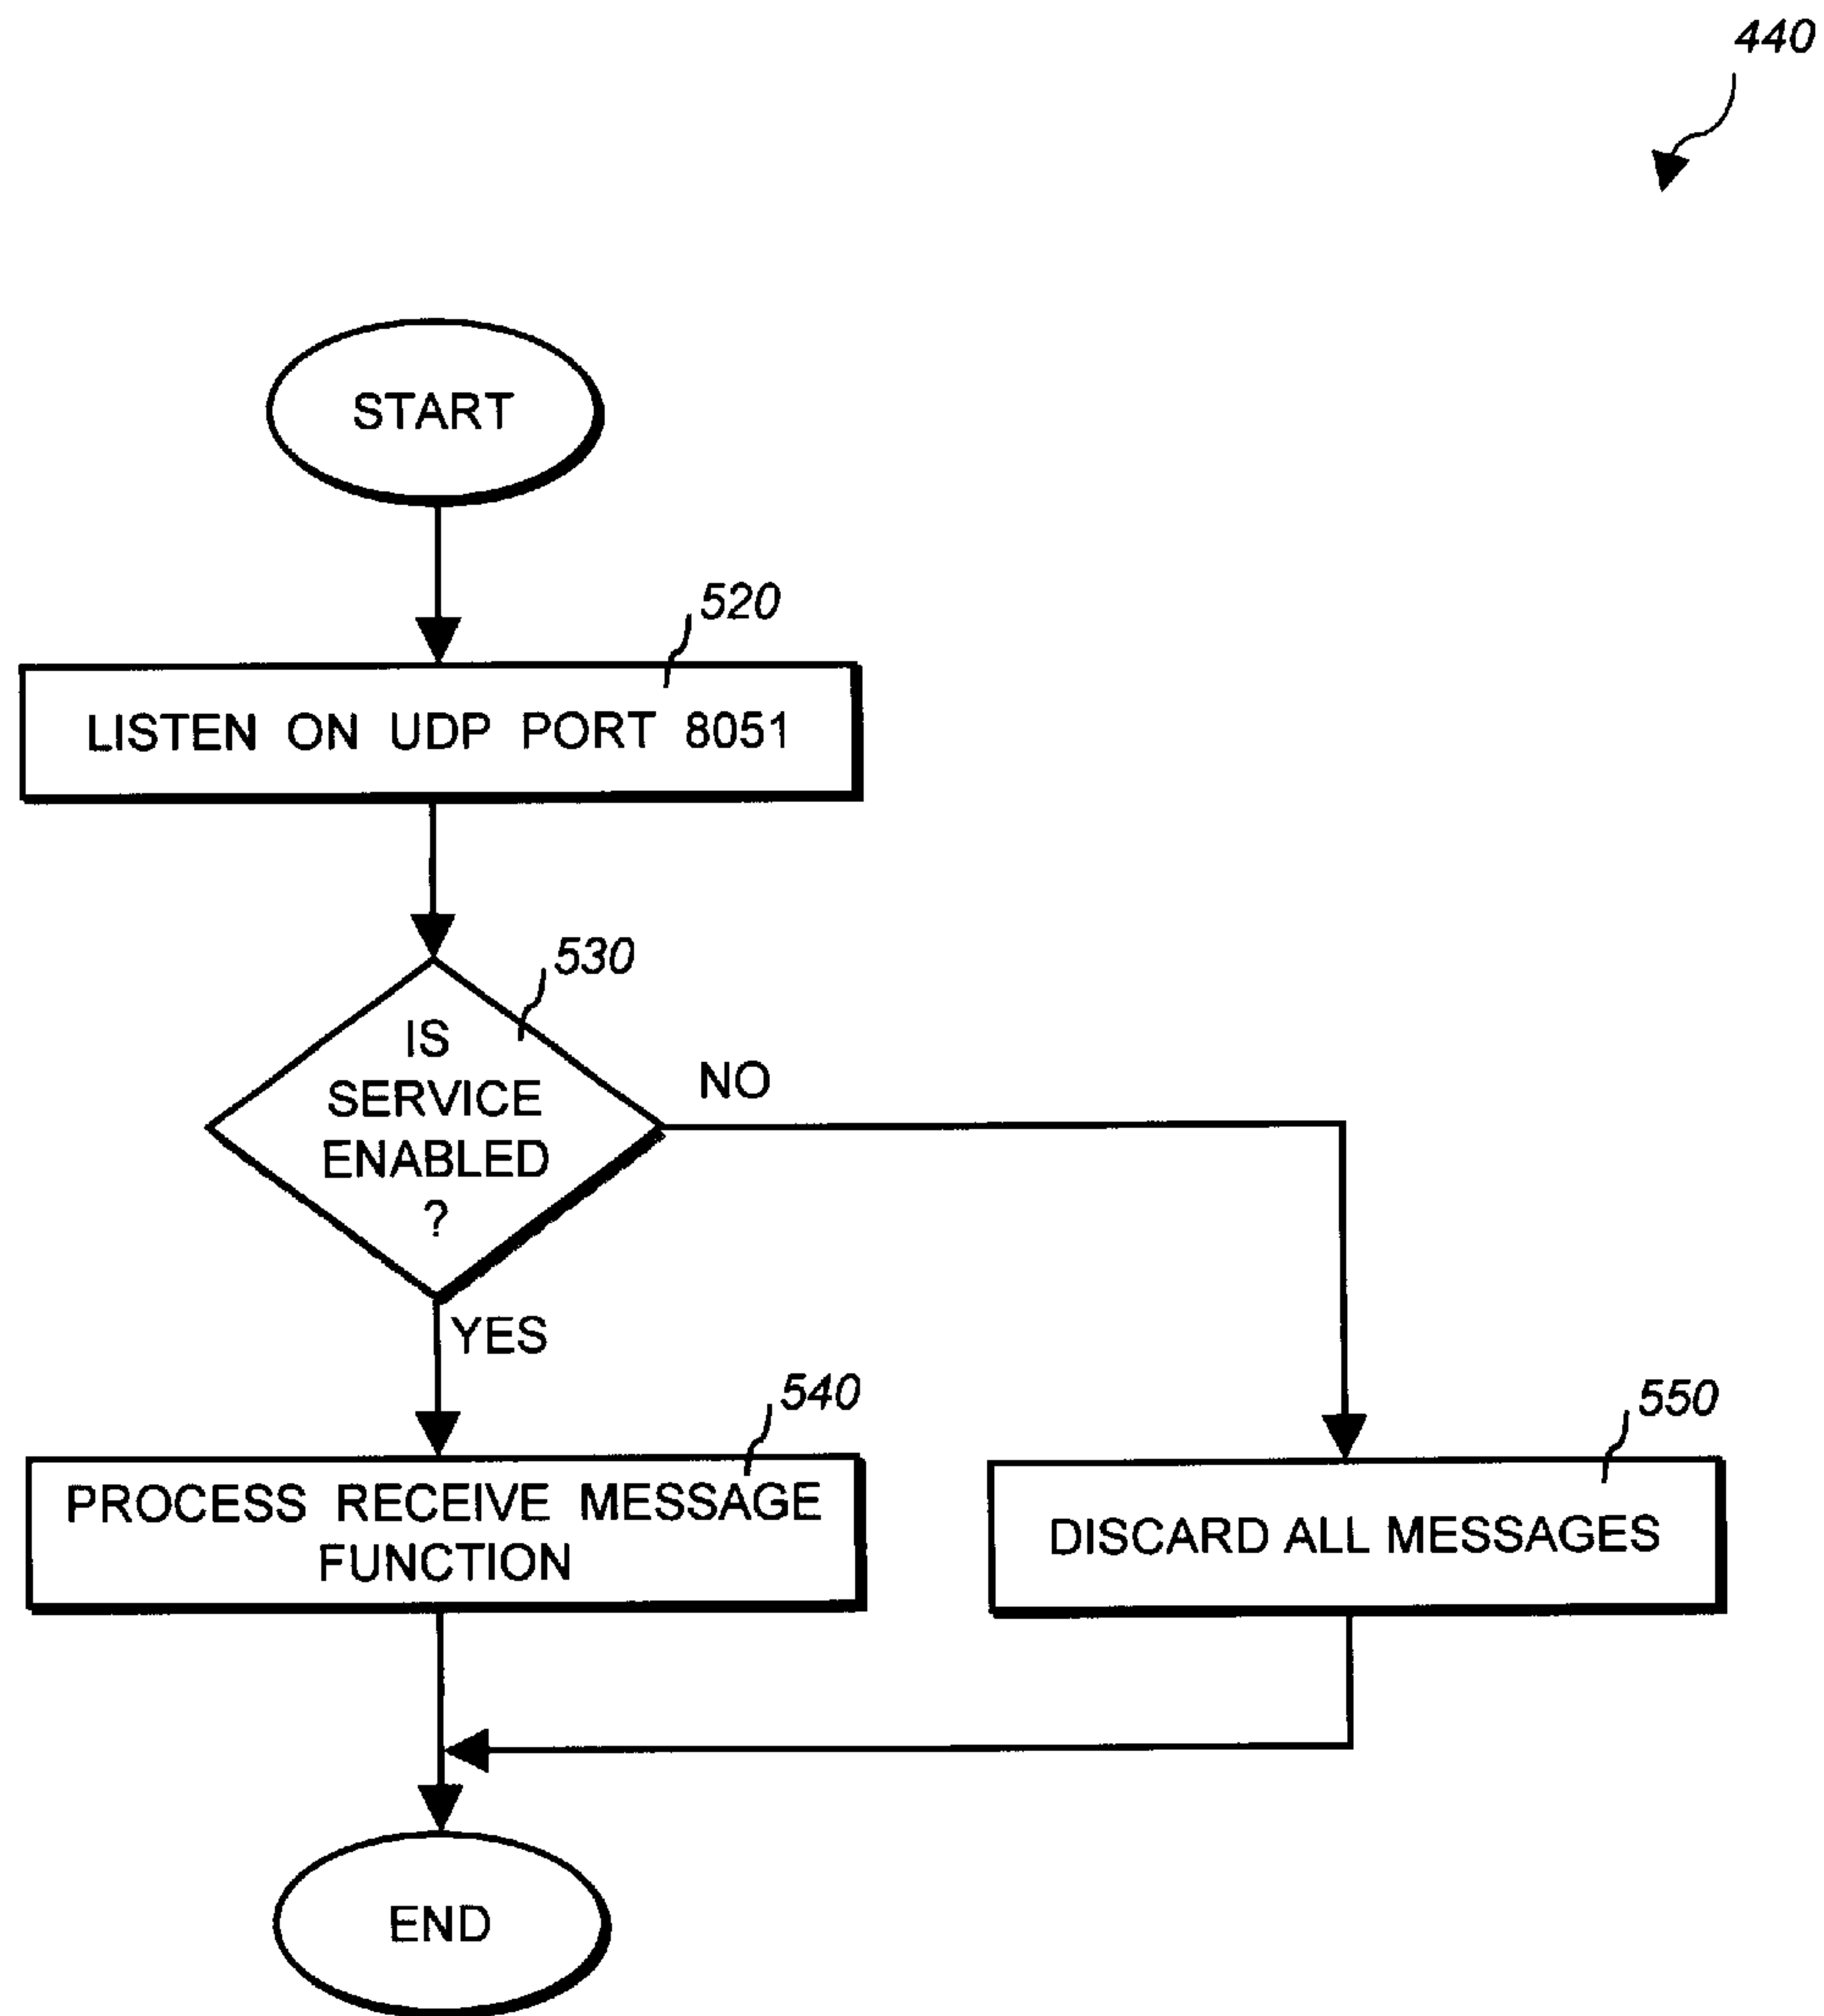 440
START
520
LISTEN ON UDP PORT 8051
530
IS
SERVICE
ENABLED
?
NO
YES
540
PROCESS RECEIVE MESSAGE
FUNCTION
550
DISCARD ALL MESSAGES
END